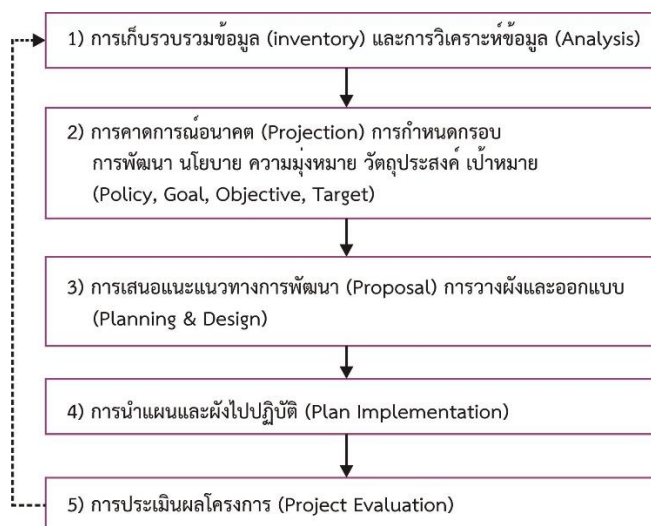 1) การเก็บรวบรวมข้อมูล (inventory) และการวิเคราะห์ข้อมูล (Analysis)
2) การคาดการณ์อนาคต (Projection) การกำหนดกรอบ
การพัฒนา นโยบาย ความมุ่งหมาย วัตถุประสงค์ เป้าหมาย
(Policy, Goal, Objective, Target)
3) การเสนอแนะแนวทางการพัฒนา (Proposal) การวางผังและออกแบบ
(Planning & Design)
4) การนำแผนและผังไปปฏิบัติ (Plan Implementation)
5) การประเมินผลโครงการ (Project Evaluation)